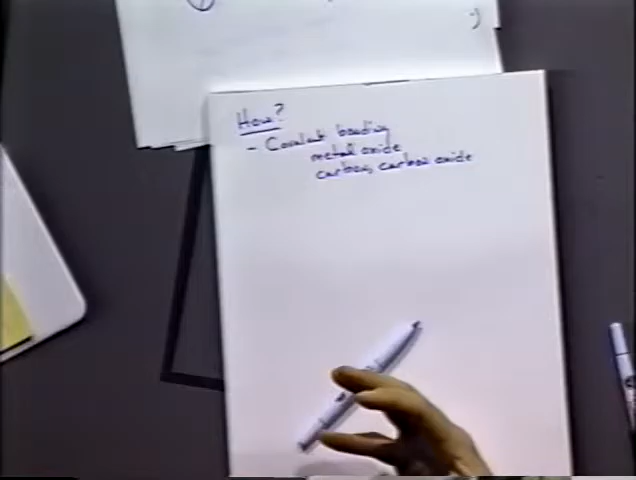 How?
- Covalent bonding
metal oxide
carbon, carbon oxide